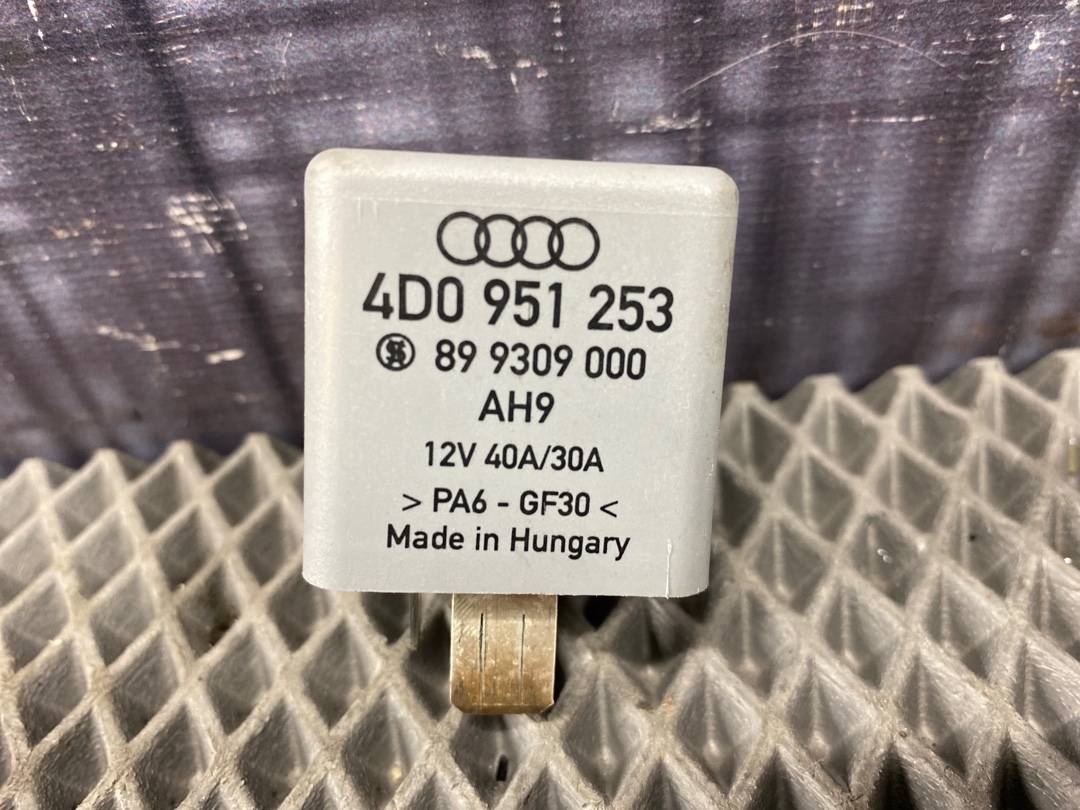 4D0 951 253
89 9309 000
AH9
12V 40A/30A
> PA6 - GF30 <
Made in Hungary